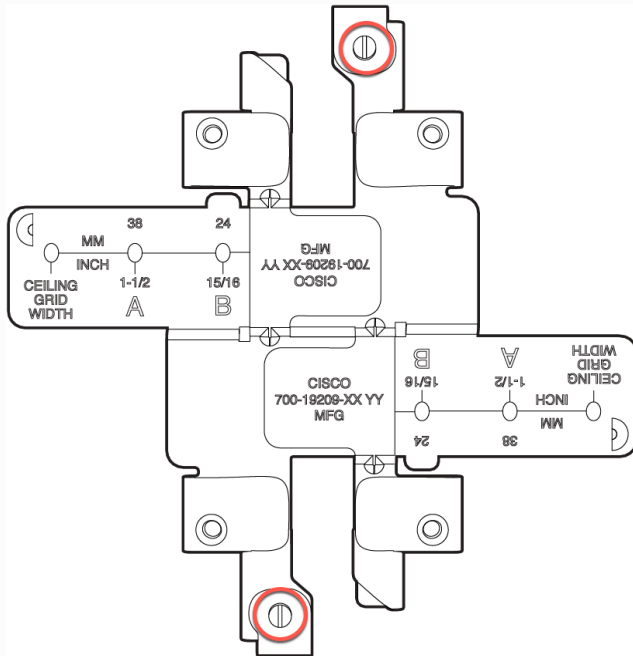 38
24
MM
INCH
1-1/2
15/16
CEILING
GRID
WIDTH
A
B
CISCO
700-19209-XX YY
MFG
CISCO
700-19209-XX YY
MFG
B
A
CEILING
GRID
WIDTH
15/16
1-1/2
INCH
MM
24
38